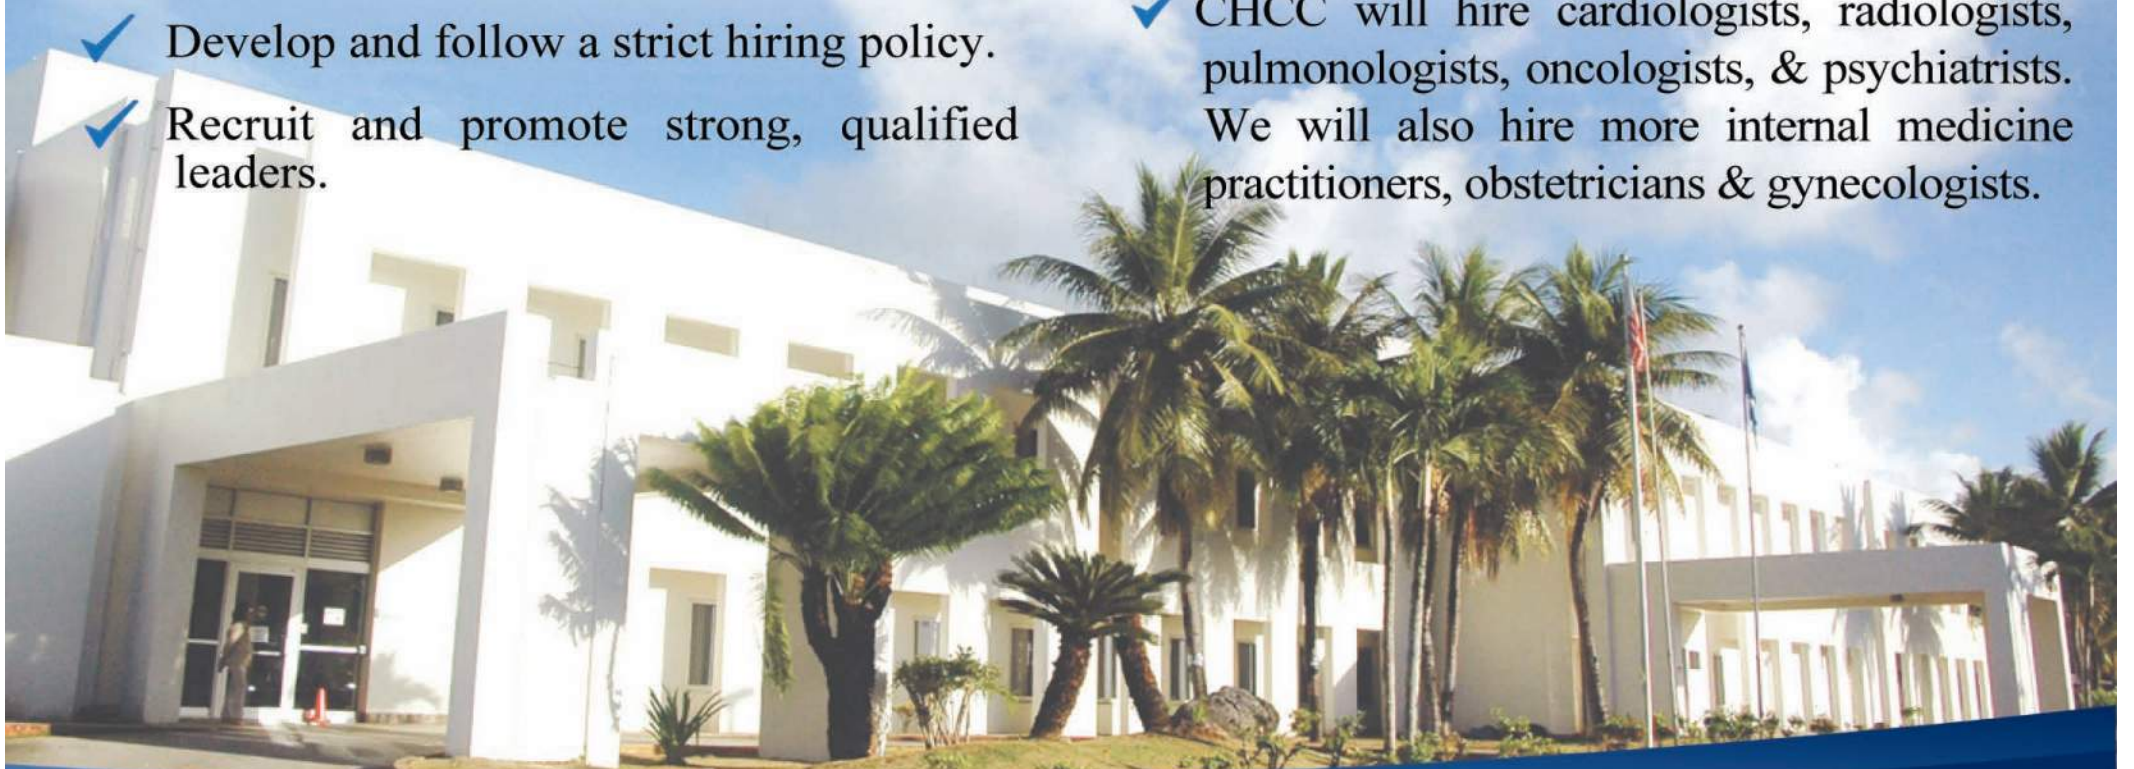 Develop and follow a strict hiring policy.
Recruit and promote strong, qualified
leaders.
CHCC will hire cardiologists, radiologists,
pulmonologists, oncologists, & psychiatrists.
We will also hire more internal medicine
practitioners, obstetricians & gynecologists.